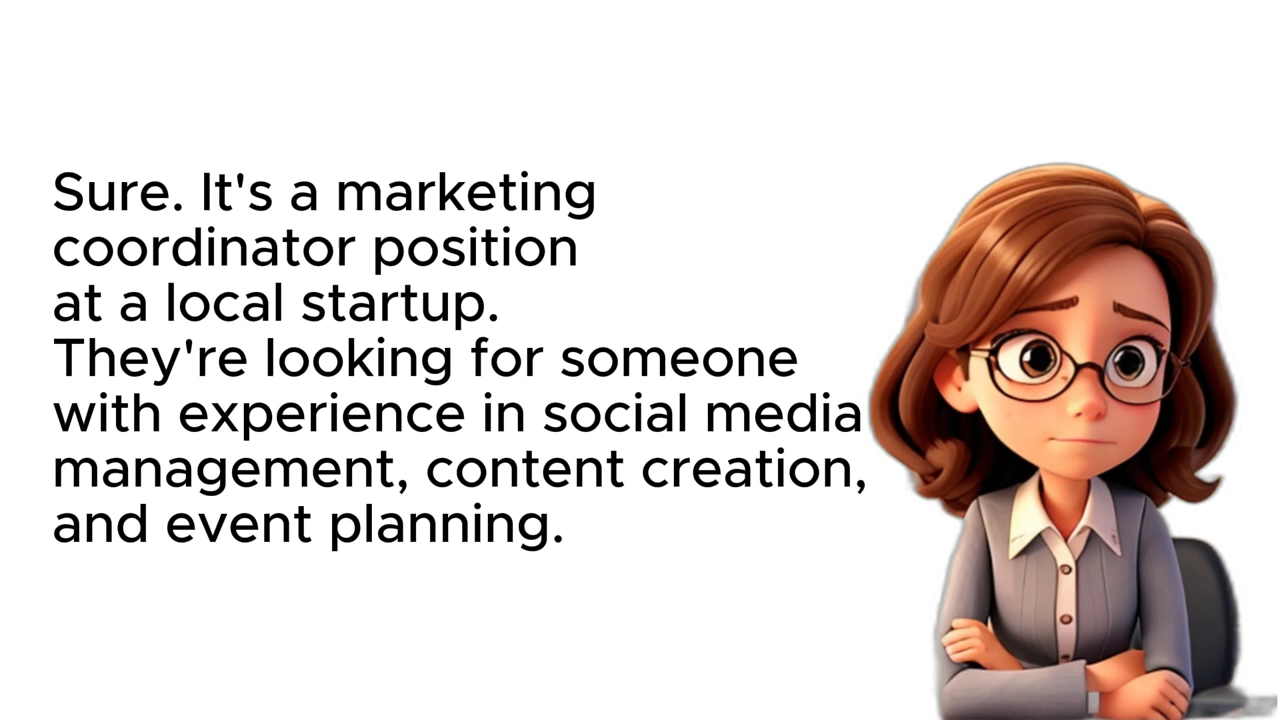 Sure. It's a marketing
coordinator position
at a local startup.
They're looking for someone
with experience in social media
management, content creation,
and event planning.